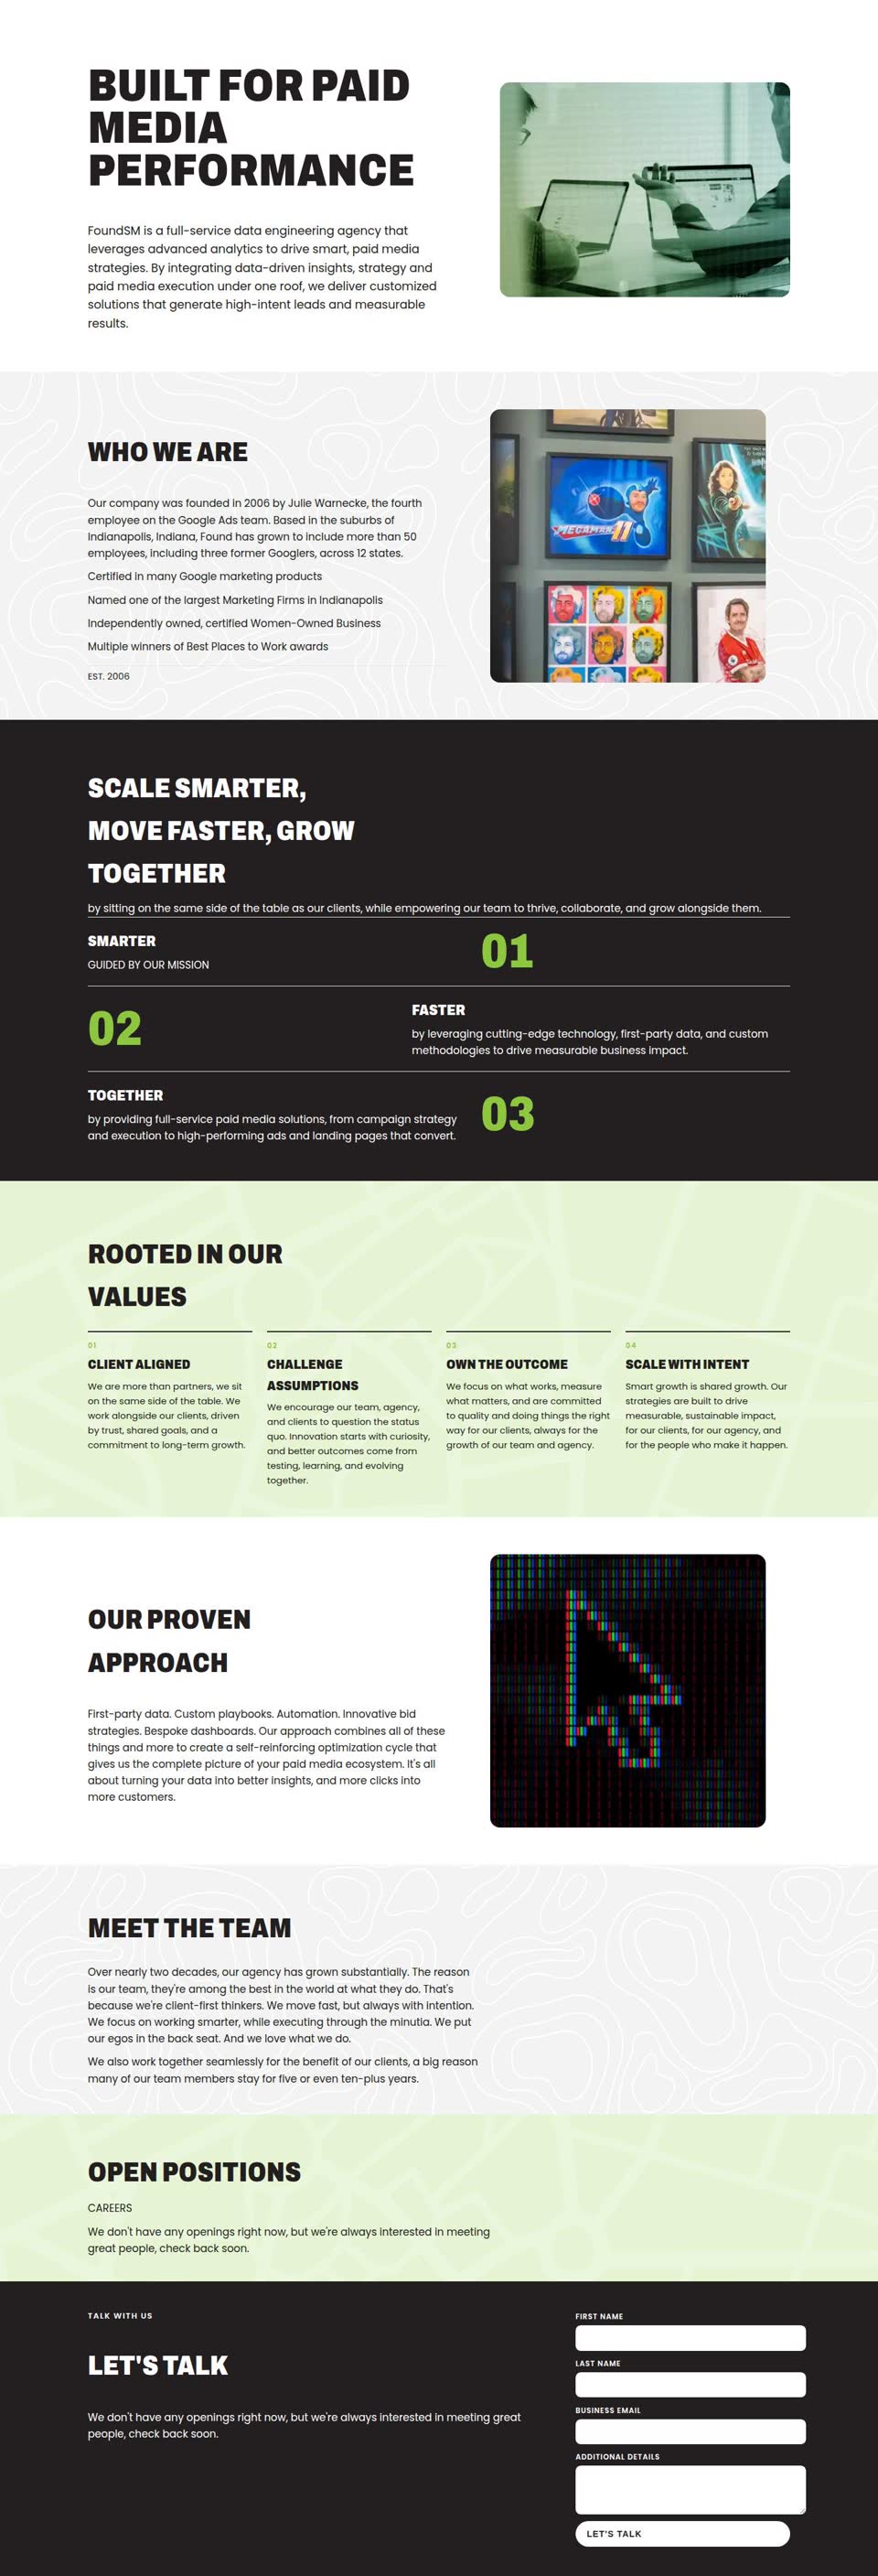 BUILT FOR PAID
MEDIA
PERFORMANCE
FoundSM is a full-service data engineering agency that
leverages advanced analytics to drive smart, paid media
strategies. By integrating data-driven insights, strategy and
paid media execution under one roof, we deliver customized
solutions that generate high-intent leads and measurable
results.
WHO WE ARE
Our company was founded in 2006 by Julie Warnecke, the fourth
employee on the Google Ads team. Based in the suburbs of
Indianapolis, Indiana, Found has grown to include more than 50
employees, including three former Googlers, across 12 states.
Certified in many Google marketing products
Named one of the largest Marketing Firms in Indianapolis
Independently owned, certified Women-Owned Business
Multiple winners of Best Places to Work awards
EST. 2006
MEGAMAN 11
SCALE SMARTER,
MOVE FASTER, GROW
TOGETHER
by sitting on the same side of the table as our clients, while empowering our team to thrive, collaborate, and grow alongside them.
SMARTER
GUIDED BY OUR MISSION
01
02
FASTER
by leveraging cutting-edge technology, first-party data, and custom
methodologies to drive measurable business impact.
TOGETHER
by providing full-service paid media solutions, from campaign strategy
and execution to high-performing ads and landing pages that convert.
03
ROOTED IN OUR
VALUES
01
CLIENT ALIGNED
We are more than partners, we sit
on the same side of the table. We
work alongside our clients, driven
by trust, shared goals, and a
commitment to long-term growth.
02
CHALLENGE
ASSUMPTIONS
We encourage our team, agency,
and clients to question the status
quo. Innovation starts with curiosity,
and better outcomes come from
testing, learning, and evolving
together.
03
OWN THE OUTCOME
We focus on what works, measure
what matters, and are committed
to quality and doing things the right
way for our clients, always for the
growth of our team and agency.
04
SCALE WITH INTENT
Smart growth is shared growth. Our
strategies are built to drive
measurable, sustainable impact,
for our clients, for our agency, and
for the people who make it happen.
OUR PROVEN
APPROACH
First-party data. Custom playbooks. Automation. Innovative bid
strategies. Bespoke dashboards. Our approach combines all of these
things and more to create a self-reinforcing optimization cycle that
gives us the complete picture of your paid media ecosystem. It's all
about turning your data into better insights, and more clicks into
more customers.
MEET THE TEAM
Over nearly two decades, our agency has grown substantially. The reason
is our team, they're among the best in the world at what they do. That's
because we're client-first thinkers. We move fast, but always with intention.
We focus on working smarter, while executing through the minutia. We put
our egos in the back seat. And we love what we do.
We also work together seamlessly for the benefit of our clients, a big reason
many of our team members stay for five or even ten-plus years.
OPEN POSITIONS
CAREERS
We don't have any openings right now, but we're always interested in meeting
great people, check back soon.
TALK WITH US
LET'S TALK
We don't have any openings right now, but we're always interested in meeting great
people, check back soon.
FIRST NAME
LAST NAME
BUSINESS EMAIL
ADDITIONAL DETAILS
LET'S TALK